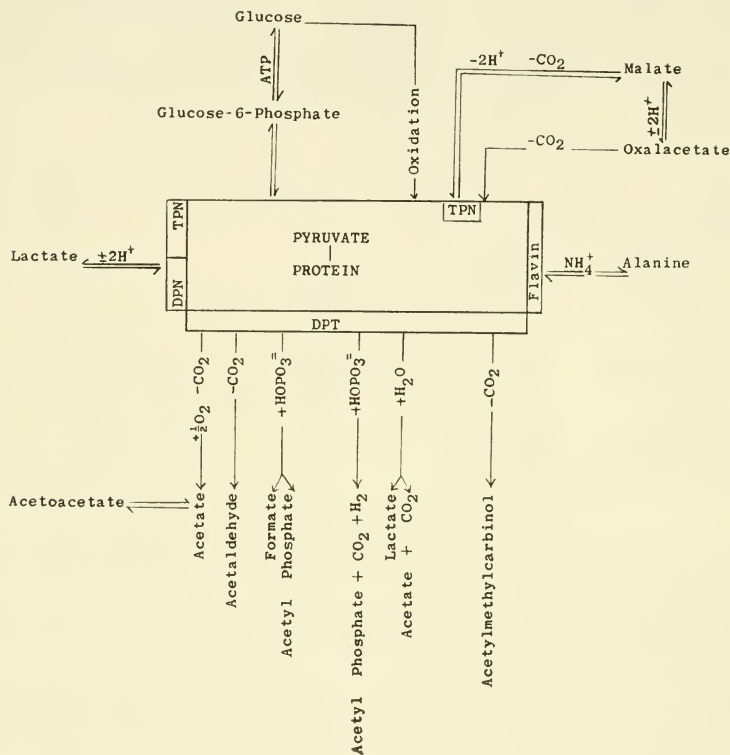 Glucose
ATP
Glucose-6-Phosphate
Oxidation
-2H⁺ -CO₂
Malate
±2H⁺
-CO₂
Oxalacetate
TPN
TPN
DPN
PYRUVATE
PROTEIN
Flavin
Lactate
±2H⁺
NH₄⁺
Alanine
DPT
+½O₂ -CO₂
-CO₂
+HOPO₃⁼
+HOPO₃⁼
+H₂O
-CO₂
Acetoacetate
Acetate
Acetaldehyde
Formate
Acetyl Phosphate
Acetyl Phosphate + CO₂ +H₂
Lactate
Acetate + CO₂
Acetylmethylcarbinol